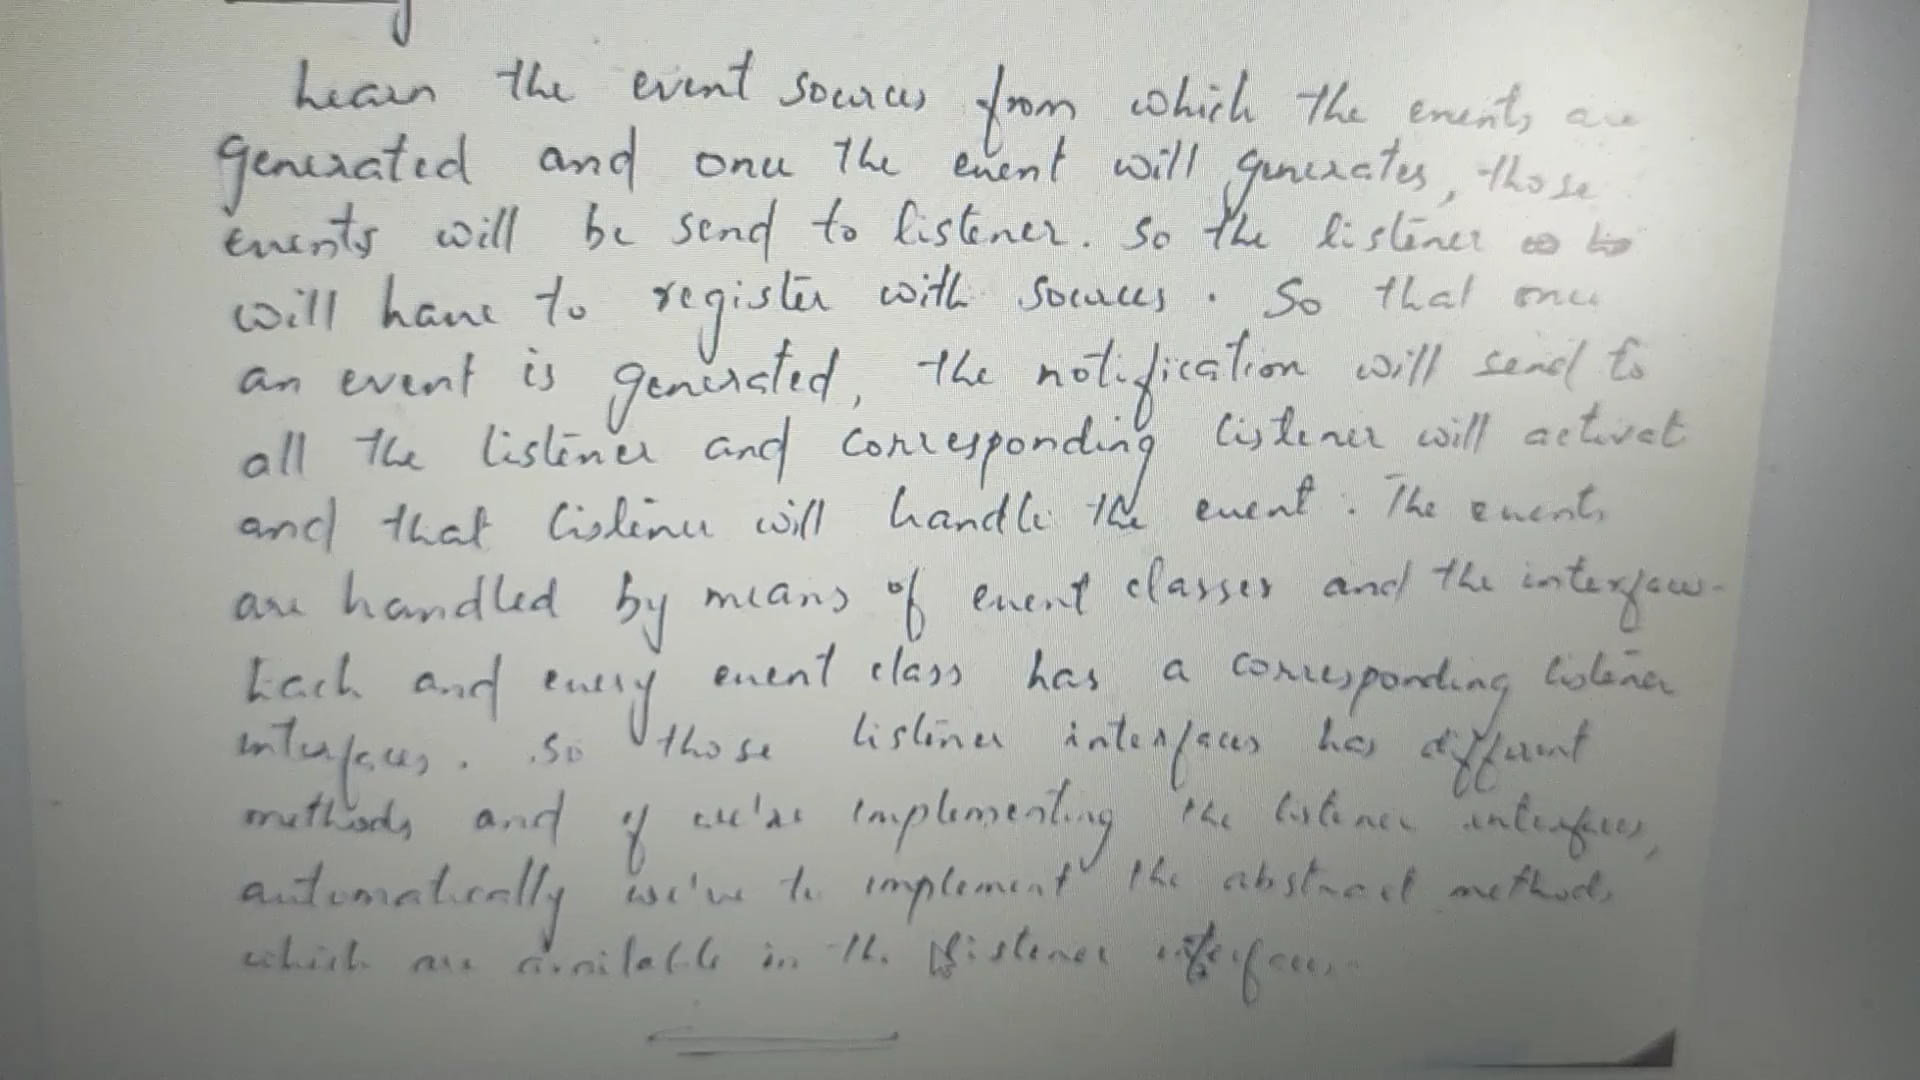 learn the event sources from which the events are
generated and once the event will generates, those
events will be send to listener. So the listener
will have to register with sources. So that once
an event is generated, the notification will send to
all the listener and corresponding listener will activat
and that listener will handle the event. The events
are handled by means of event classes and the interfaces.
Each and every event class has a corresponding listener
interfaces. So those listener interfaces has different
methods and if we're implementing the listener interfaces,
automatically we've to implement the abstract methods
which are available in the listener interfaces.